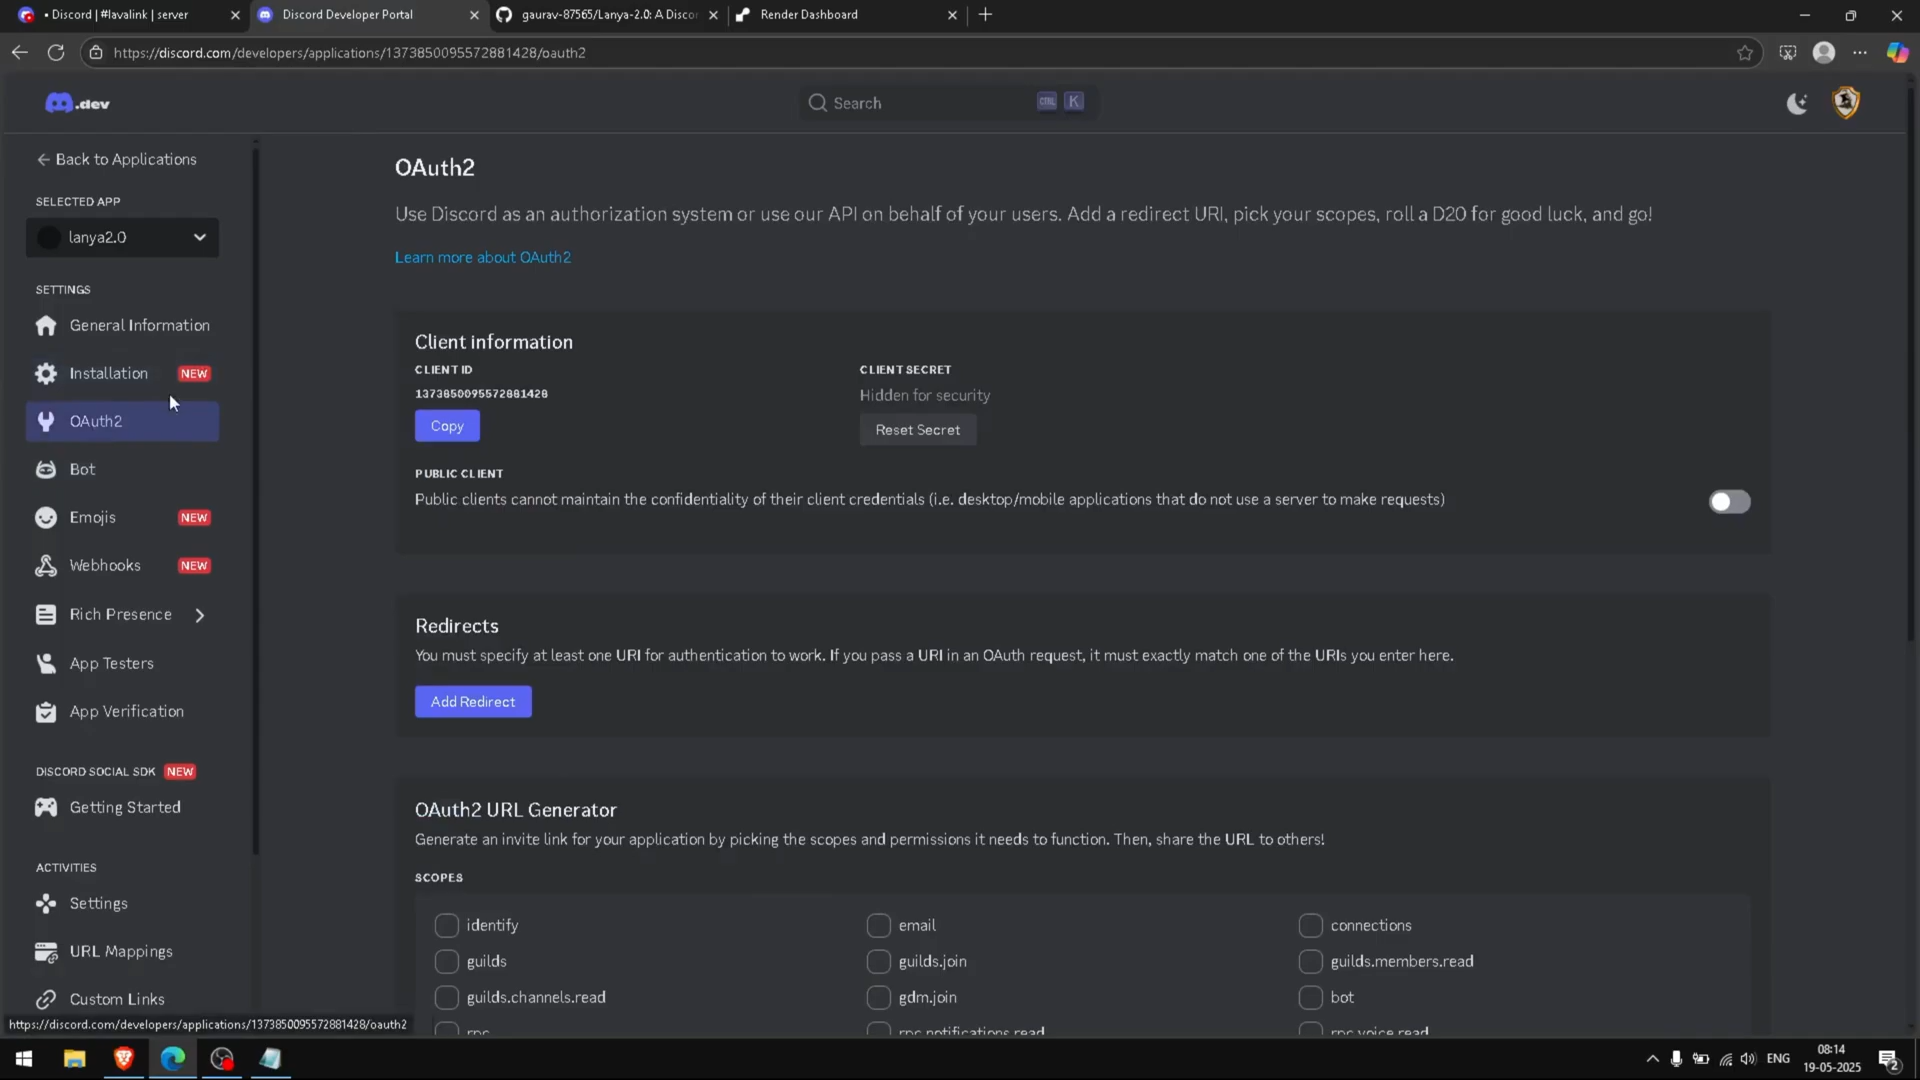 • Discord | #lavalink | server
Discord Developer Portal
gaurav-87565/Lanya-2.0: A Discor
Render Dashboard
https://discord.com/developers/applications/1373850095572881428/oauth2
.dev
Search
CTRL K
Back to Applications
SELECTED APP
lanya2.0
SETTINGS
General Information
Installation NEW
OAuth2
Bot
Emojis NEW
Webhooks NEW
Rich Presence
App Testers
App Verification
DISCORD SOCIAL SDK NEW
Getting Started
ACTIVITIES
Settings
URL Mappings
Custom Links
https://discord.com/developers/applications/1373850095572881428/oauth2
OAuth2
Use Discord as an authorization system or use our API on behalf of your users. Add a redirect URI, pick your scopes, roll a D20 for good luck, and go!
Learn more about OAuth2
Client information
CLIENT ID
1373850095572881428
Copy
CLIENT SECRET
Hidden for security
Reset Secret
PUBLIC CLIENT
Public clients cannot maintain the confidentiality of their client credentials (i.e. desktop/mobile applications that do not use a server to make requests)
Redirects
You must specify at least one URI for authentication to work. If you pass a URI in an OAuth request, it must exactly match one of the URIs you enter here.
Add Redirect
OAuth2 URL Generator
Generate an invite link for your application by picking the scopes and permissions it needs to function. Then, share the URL to others!
SCOPES
identify
email
connections
guilds
guilds.join
guilds.members.read
guilds.channels.read
gdm.join
bot
rpc
rpc.notifications.read
rpc.voice.read
ENG
08:14
19-05-2025
2